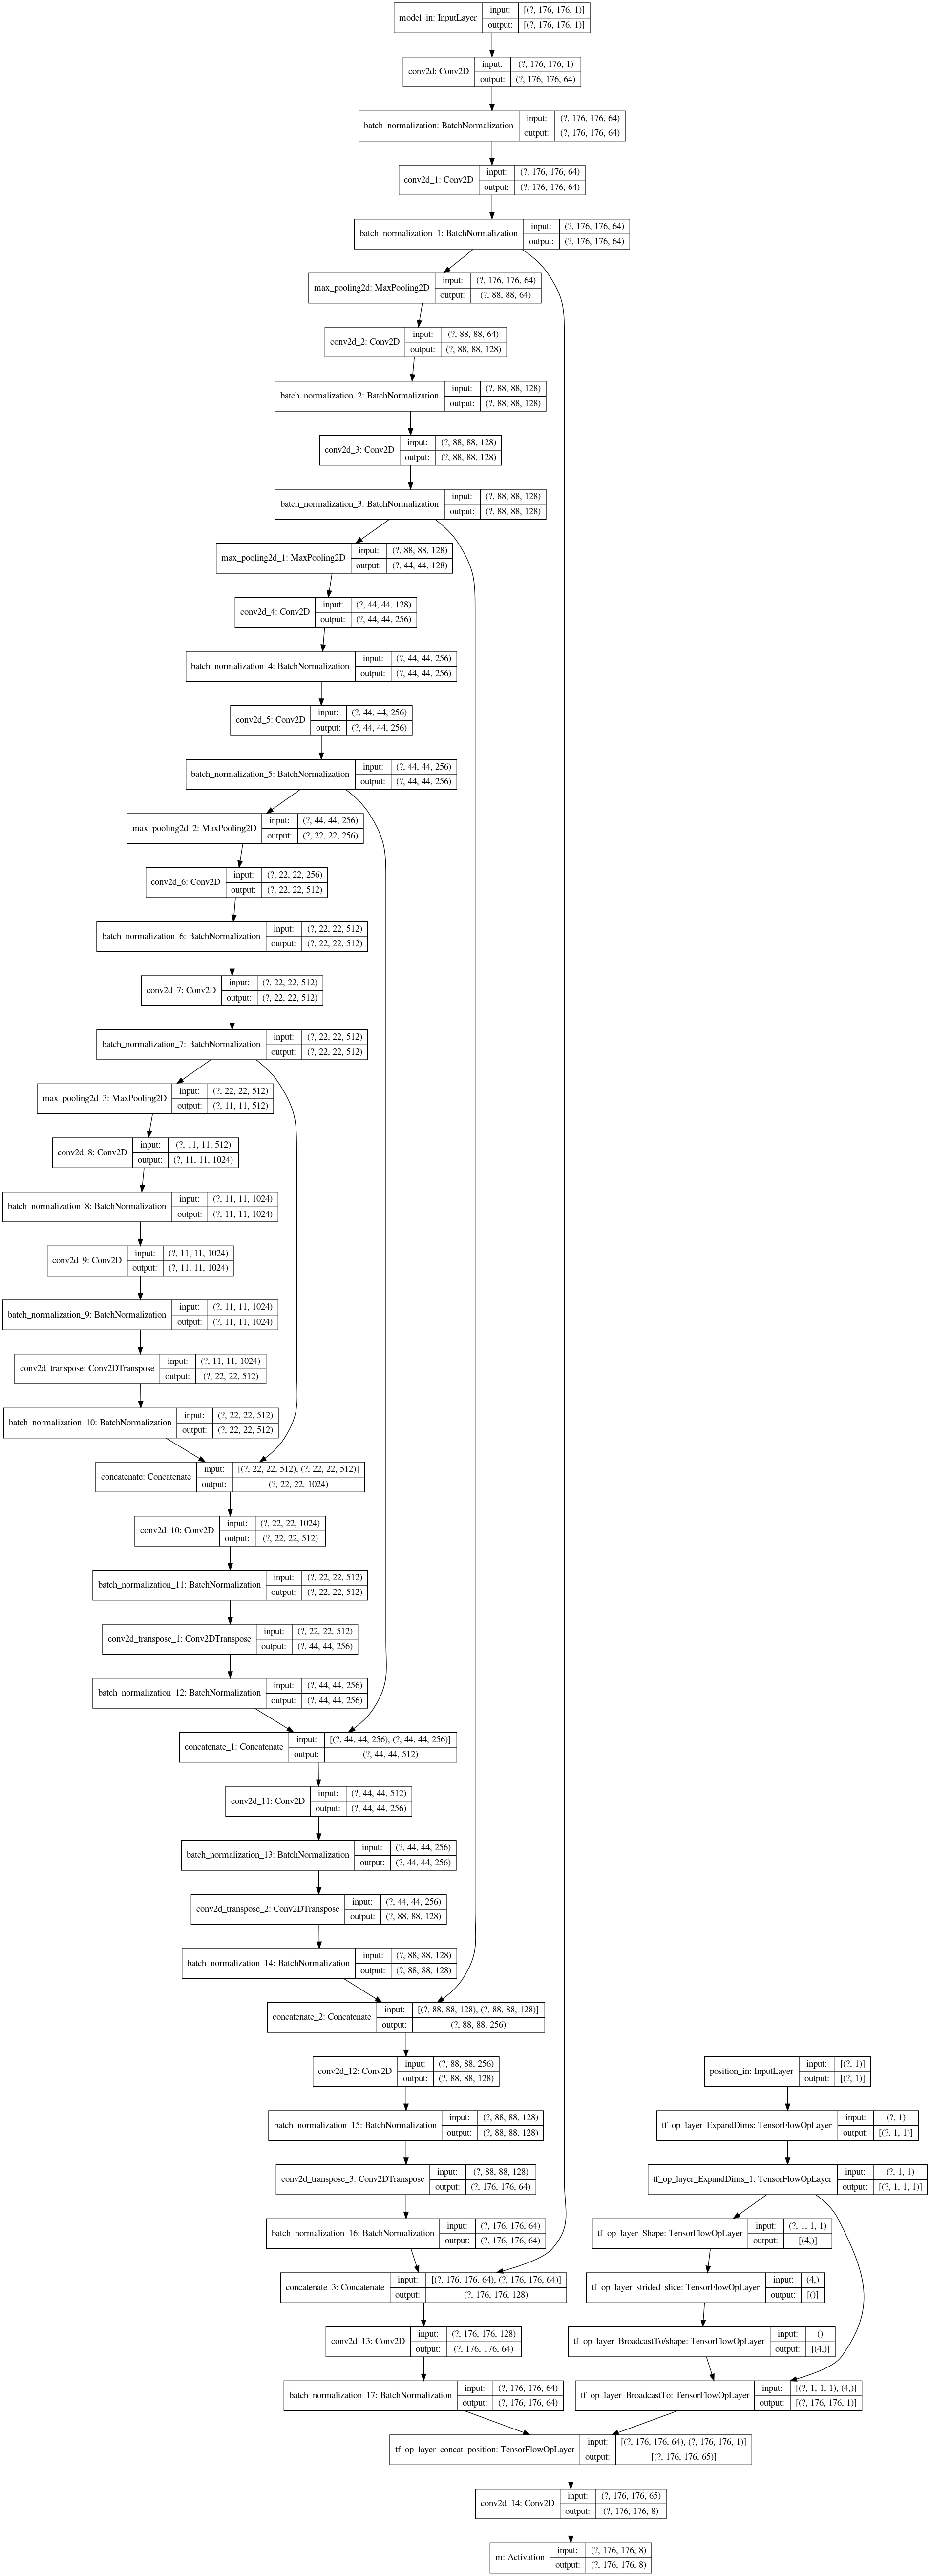 model_in: InputLayer
input: [(?, 176, 176, 1)]
output: [(?, 176, 176, 1)]
conv2d: Conv2D
input: (?, 176, 176, 1)
output: (?, 176, 176, 64)
batch_normalization: BatchNormalization
input: (?, 176, 176, 64)
output: (?, 176, 176, 64)
conv2d_1: Conv2D
input: (?, 176, 176, 64)
output: (?, 176, 176, 64)
batch_normalization_1: BatchNormalization
input: (?, 176, 176, 64)
output: (?, 176, 176, 64)
max_pooling2d: MaxPooling2D
input: (?, 176, 176, 64)
output: (?, 88, 88, 64)
conv2d_2: Conv2D
input: (?, 88, 88, 64)
output: (?, 88, 88, 128)
batch_normalization_2: BatchNormalization
input: (?, 88, 88, 128)
output: (?, 88, 88, 128)
conv2d_3: Conv2D
input: (?, 88, 88, 128)
output: (?, 88, 88, 128)
batch_normalization_3: BatchNormalization
input: (?, 88, 88, 128)
output: (?, 88, 88, 128)
max_pooling2d_1: MaxPooling2D
input: (?, 88, 88, 128)
output: (?, 44, 44, 128)
conv2d_4: Conv2D
input: (?, 44, 44, 128)
output: (?, 44, 44, 256)
batch_normalization_4: BatchNormalization
input: (?, 44, 44, 256)
output: (?, 44, 44, 256)
conv2d_5: Conv2D
input: (?, 44, 44, 256)
output: (?, 44, 44, 256)
batch_normalization_5: BatchNormalization
input: (?, 44, 44, 256)
output: (?, 44, 44, 256)
max_pooling2d_2: MaxPooling2D
input: (?, 44, 44, 256)
output: (?, 22, 22, 256)
conv2d_6: Conv2D
input: (?, 22, 22, 256)
output: (?, 22, 22, 512)
batch_normalization_6: BatchNormalization
input: (?, 22, 22, 512)
output: (?, 22, 22, 512)
conv2d_7: Conv2D
input: (?, 22, 22, 512)
output: (?, 22, 22, 512)
batch_normalization_7: BatchNormalization
input: (?, 22, 22, 512)
output: (?, 22, 22, 512)
max_pooling2d_3: MaxPooling2D
input: (?, 22, 22, 512)
output: (?, 11, 11, 512)
conv2d_8: Conv2D
input: (?, 11, 11, 512)
output: (?, 11, 11, 1024)
batch_normalization_8: BatchNormalization
input: (?, 11, 11, 1024)
output: (?, 11, 11, 1024)
conv2d_9: Conv2D
input: (?, 11, 11, 1024)
output: (?, 11, 11, 1024)
batch_normalization_9: BatchNormalization
input: (?, 11, 11, 1024)
output: (?, 11, 11, 1024)
conv2d_transpose: Conv2DTranspose
input: (?, 11, 11, 1024)
output: (?, 22, 22, 512)
batch_normalization_10: BatchNormalization
input: (?, 22, 22, 512)
output: (?, 22, 22, 512)
concatenate: Concatenate
input: [(?, 22, 22, 512), (?, 22, 22, 512)]
output: (?, 22, 22, 1024)
conv2d_10: Conv2D
input: (?, 22, 22, 1024)
output: (?, 22, 22, 512)
batch_normalization_11: BatchNormalization
input: (?, 22, 22, 512)
output: (?, 22, 22, 512)
conv2d_transpose_1: Conv2DTranspose
input: (?, 22, 22, 512)
output: (?, 44, 44, 256)
batch_normalization_12: BatchNormalization
input: (?, 44, 44, 256)
output: (?, 44, 44, 256)
concatenate_1: Concatenate
input: [(?, 44, 44, 256), (?, 44, 44, 256)]
output: (?, 44, 44, 512)
conv2d_11: Conv2D
input: (?, 44, 44, 512)
output: (?, 44, 44, 256)
batch_normalization_13: BatchNormalization
input: (?, 44, 44, 256)
output: (?, 44, 44, 256)
conv2d_transpose_2: Conv2DTranspose
input: (?, 44, 44, 256)
output: (?, 88, 88, 128)
batch_normalization_14: BatchNormalization
input: (?, 88, 88, 128)
output: (?, 88, 88, 128)
concatenate_2: Concatenate
input: [(?, 88, 88, 128), (?, 88, 88, 128)]
output: (?, 88, 88, 256)
conv2d_12: Conv2D
input: (?, 88, 88, 256)
output: (?, 88, 88, 128)
position_in: InputLayer
input: [(?, 1)]
output: [(?, 1)]
batch_normalization_15: BatchNormalization
input: (?, 88, 88, 128)
output: (?, 88, 88, 128)
tf_op_layer_ExpandDims: TensorFlowOpLayer
input: (?, 1)
output: [(?, 1, 1)]
conv2d_transpose_3: Conv2DTranspose
input: (?, 88, 88, 128)
output: (?, 176, 176, 64)
tf_op_layer_ExpandDims_1: TensorFlowOpLayer
input: (?, 1, 1)
output: [(?, 1, 1, 1)]
batch_normalization_16: BatchNormalization
input: (?, 176, 176, 64)
output: (?, 176, 176, 64)
tf_op_layer_Shape: TensorFlowOpLayer
input: (?, 1, 1, 1)
output: [(4,)]
concatenate_3: Concatenate
input: [(?, 176, 176, 64), (?, 176, 176, 64)]
output: (?, 176, 176, 128)
tf_op_layer_strided_slice: TensorFlowOpLayer
input: (4,)
output: [()]
conv2d_13: Conv2D
input: (?, 176, 176, 128)
output: (?, 176, 176, 64)
tf_op_layer_BroadcastTo/shape: TensorFlowOpLayer
input: ()
output: [(4,)]
batch_normalization_17: BatchNormalization
input: (?, 176, 176, 64)
output: (?, 176, 176, 64)
tf_op_layer_BroadcastTo: TensorFlowOpLayer
input: [(?, 1, 1, 1), (4,)]
output: [(?, 176, 176, 1)]
tf_op_layer_concat_position: TensorFlowOpLayer
input: [(?, 176, 176, 64), (?, 176, 176, 1)]
output: [(?, 176, 176, 65)]
conv2d_14: Conv2D
input: (?, 176, 176, 65)
output: (?, 176, 176, 8)
m: Activation
input: (?, 176, 176, 8)
output: (?, 176, 176, 8)